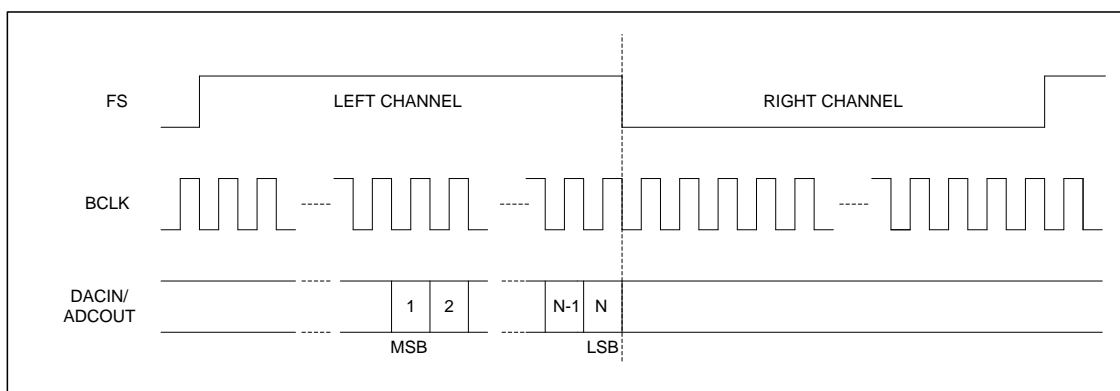 FS
LEFT CHANNEL
RIGHT CHANNEL
BCLK
DACIN/
ADCOUT
1
2
N-1
N
MSB
LSB